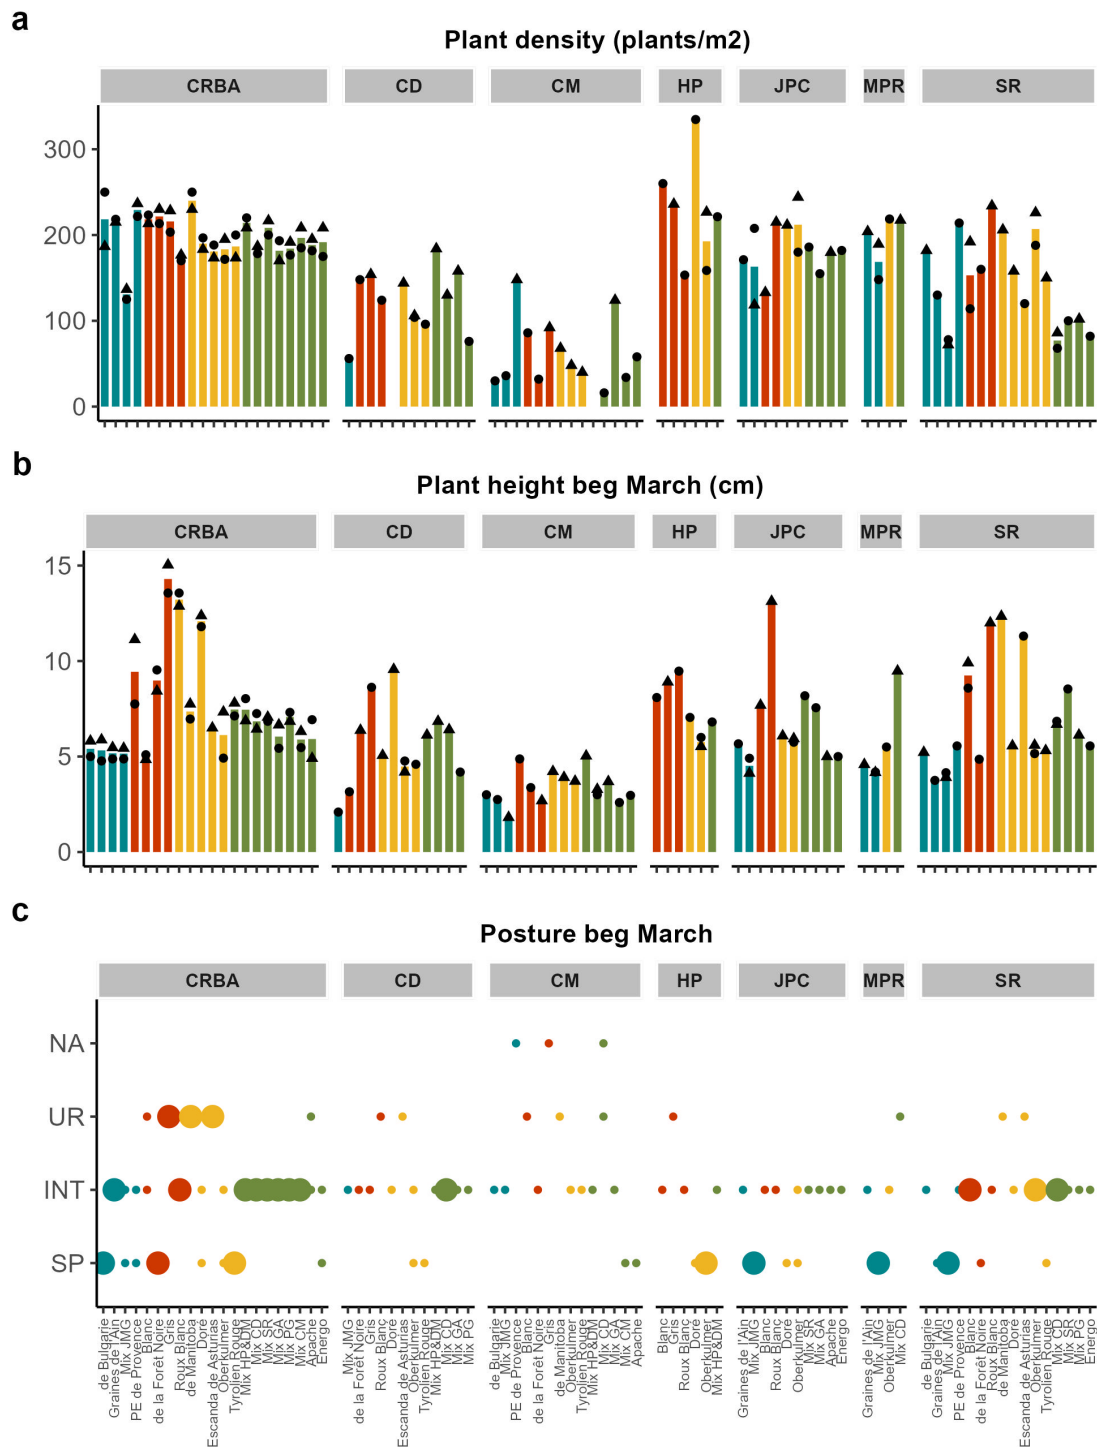 a
Plant density (plants/m2)
CRBA CD CM HP JPC MPR SR
300
200
100
0
b
Plant height beg March (cm)
CRBA CD CM HP JPC MPR SR
15
10
5
0
c
Posture beg March
CRBA CD CM HP JPC MPR SR
NA
UR
INT
SP
de Bulgarie
Graines de l'Ain
Mix JMG
PE de Provence
Blanc
de la Forêt Noire
Gris
Roux Blanc
de Manitoba
Doré
Escanda de Asturias
Oberkulmer
Tyrolien Rouge
Mix HP&DM
Mix CD
Mix SR
Mix GA
Mix PG
Mix CM
Apache
Energo
Mix JMG
de la Forêt Noire
Gris
Roux Blanc
Doré
Escanda de Asturias
Oberkulmer
Tyrolien Rouge
Mix HP&DM
Mix CD
Mix GA
Mix PG
de Bulgarie
Mix JMG
PE de Provence
Blanc
de la Forêt Noire
Gris
de Manitoba
Oberkulmer
Tyrolien Rouge
Mix HP&DM
Mix CD
Mix GA
Mix CM
Apache
Blanc
Gris
Roux Blanc
Doré
Oberkulmer
Mix HP&DM
Graines de l'Ain
Mix JMG
Blanc
Roux Blanc
Doré
Oberkulmer
Mix SR
Mix GA
Apache
Energo
Graines de l'Ain
Mix JMG
Oberkulmer
Mix CD
de Bulgarie
Graines de l'Ain
Mix JMG
PE de Provence
Blanc
de la Forêt Noire
Roux Blanc
de Manitoba
Doré
Escanda de Asturias
Oberkulmer
Tyrolien Rouge
Mix CD
Mix SR
Mix PG
Energo